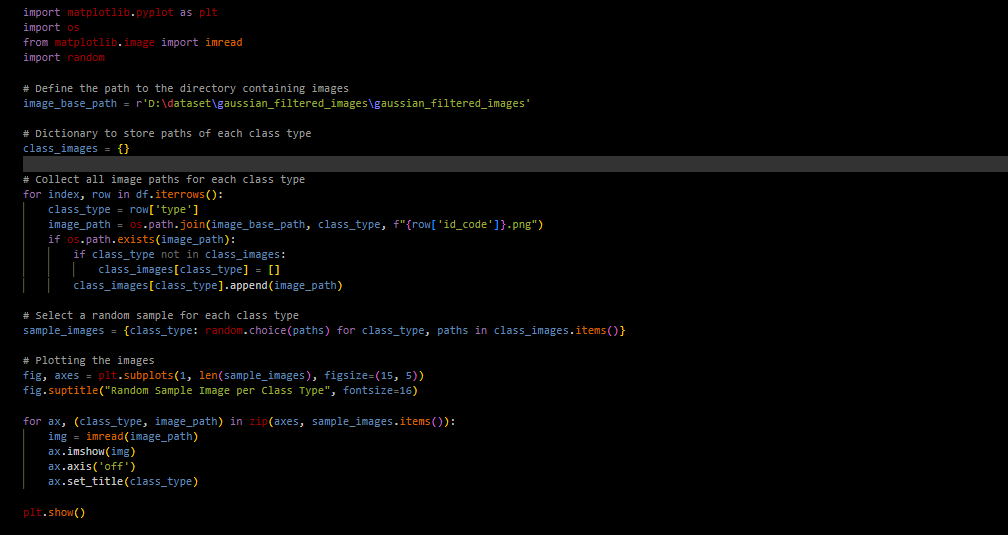 import matplotlib.pyplot as plt
import os
from matplotlib.image import imread
import random

# Define the path to the directory containing images
image_base_path = r'D:\dataset\gaussian_filtered_images\gaussian_filtered_images'

# Dictionary to store paths of each class type
class_images = {}

# Collect all image paths for each class type
for index, row in df.iterrows():
    class_type = row['type']
    image_path = os.path.join(image_base_path, class_type, f"{row['id_code']}.png")
    if os.path.exists(image_path):
        if class_type not in class_images:
            class_images[class_type] = []
        class_images[class_type].append(image_path)

# Select a random sample for each class type
sample_images = {class_type: random.choice(paths) for class_type, paths in class_images.items()}

# Plotting the images
fig, axes = plt.subplots(1, len(sample_images), figsize=(15, 5))
fig.suptitle("Random Sample Image per Class Type", fontsize=16)

for ax, (class_type, image_path) in zip(axes, sample_images.items()):
    img = imread(image_path)
    ax.imshow(img)
    ax.axis('off')
    ax.set_title(class_type)

plt.show()